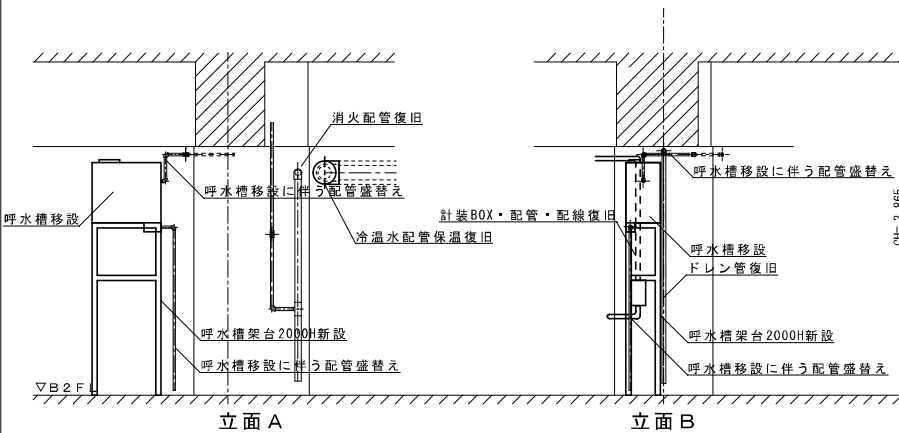 消火配管復旧
呼水槽移設に伴う配管盛替え
呼水槽移設
冷温水配管保温復旧
呼水槽架台2000H新設
呼水槽移設に伴う配管盛替え
▽B2FL
立面A
呼水槽移設に伴う配管盛替え
計装BOX・配管・配線復旧
呼水槽移設
ドレン管復旧
呼水槽架台2000H新設
呼水槽移設に伴う配管盛替え
立面B